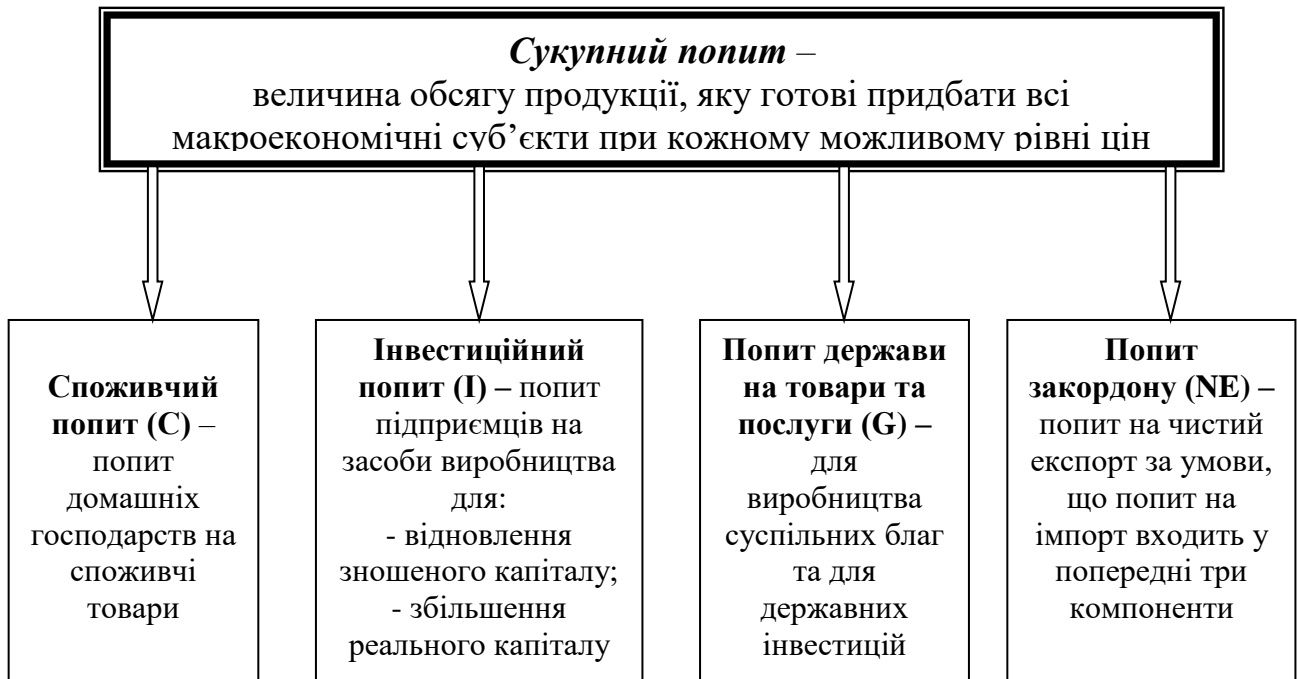 Сукупний попит –
величина обсягу продукції, яку готові придбати всі
макроекономічні суб’єкти при кожному можливому рівні цін
Споживчий
попит (С) –
попит
домашніх
господарств на
споживчі
товари
Інвестиційний
попит (І) – попит
підприємців на
засоби виробництва
для:
- відновлення
зношеного капіталу;
- збільшення
реального капіталу
Попит держави
на товари та
послуги (G) –
для
виробництва
суспільних благ
та для
державних
інвестицій
Попит
закордону (NE) –
попит на чистий
експорт за умови,
що попит на
імпорт входить у
попередні три
компоненти